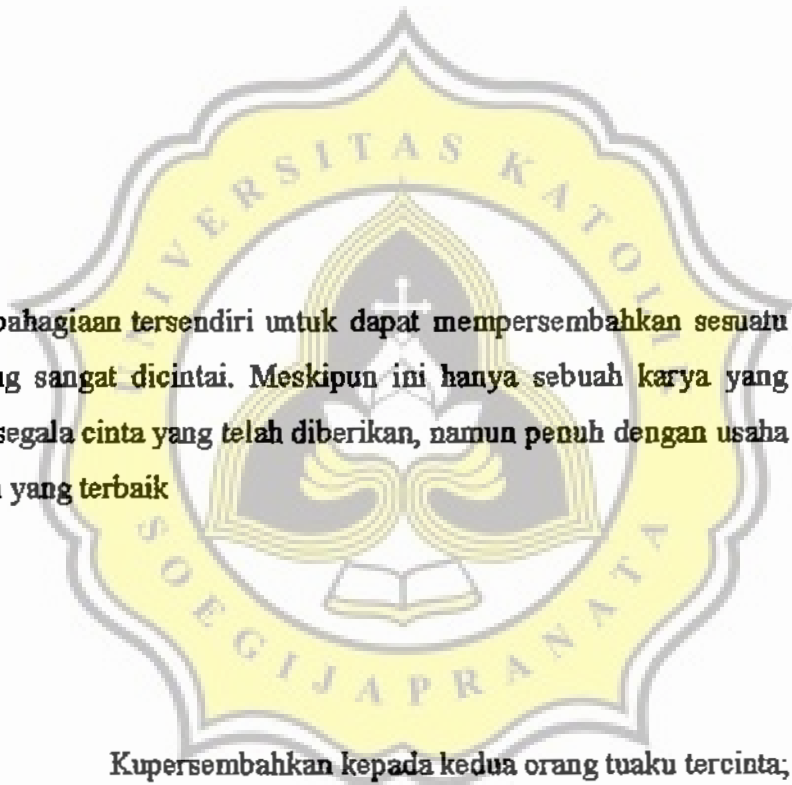 UNIVERSITAS KATOLIK
bahagiaan tersendiri untuk dapat mempersembahkan sesuatu
g sangat dicintai. Meskipun ini hanya sebuah karya yang
segala cinta yang telah diberikan, namun penuh dengan usaha
yang terbaik
SOEGIJAPRANATA
Kupersembahkan kepada kedua orang tuaku tercinta;